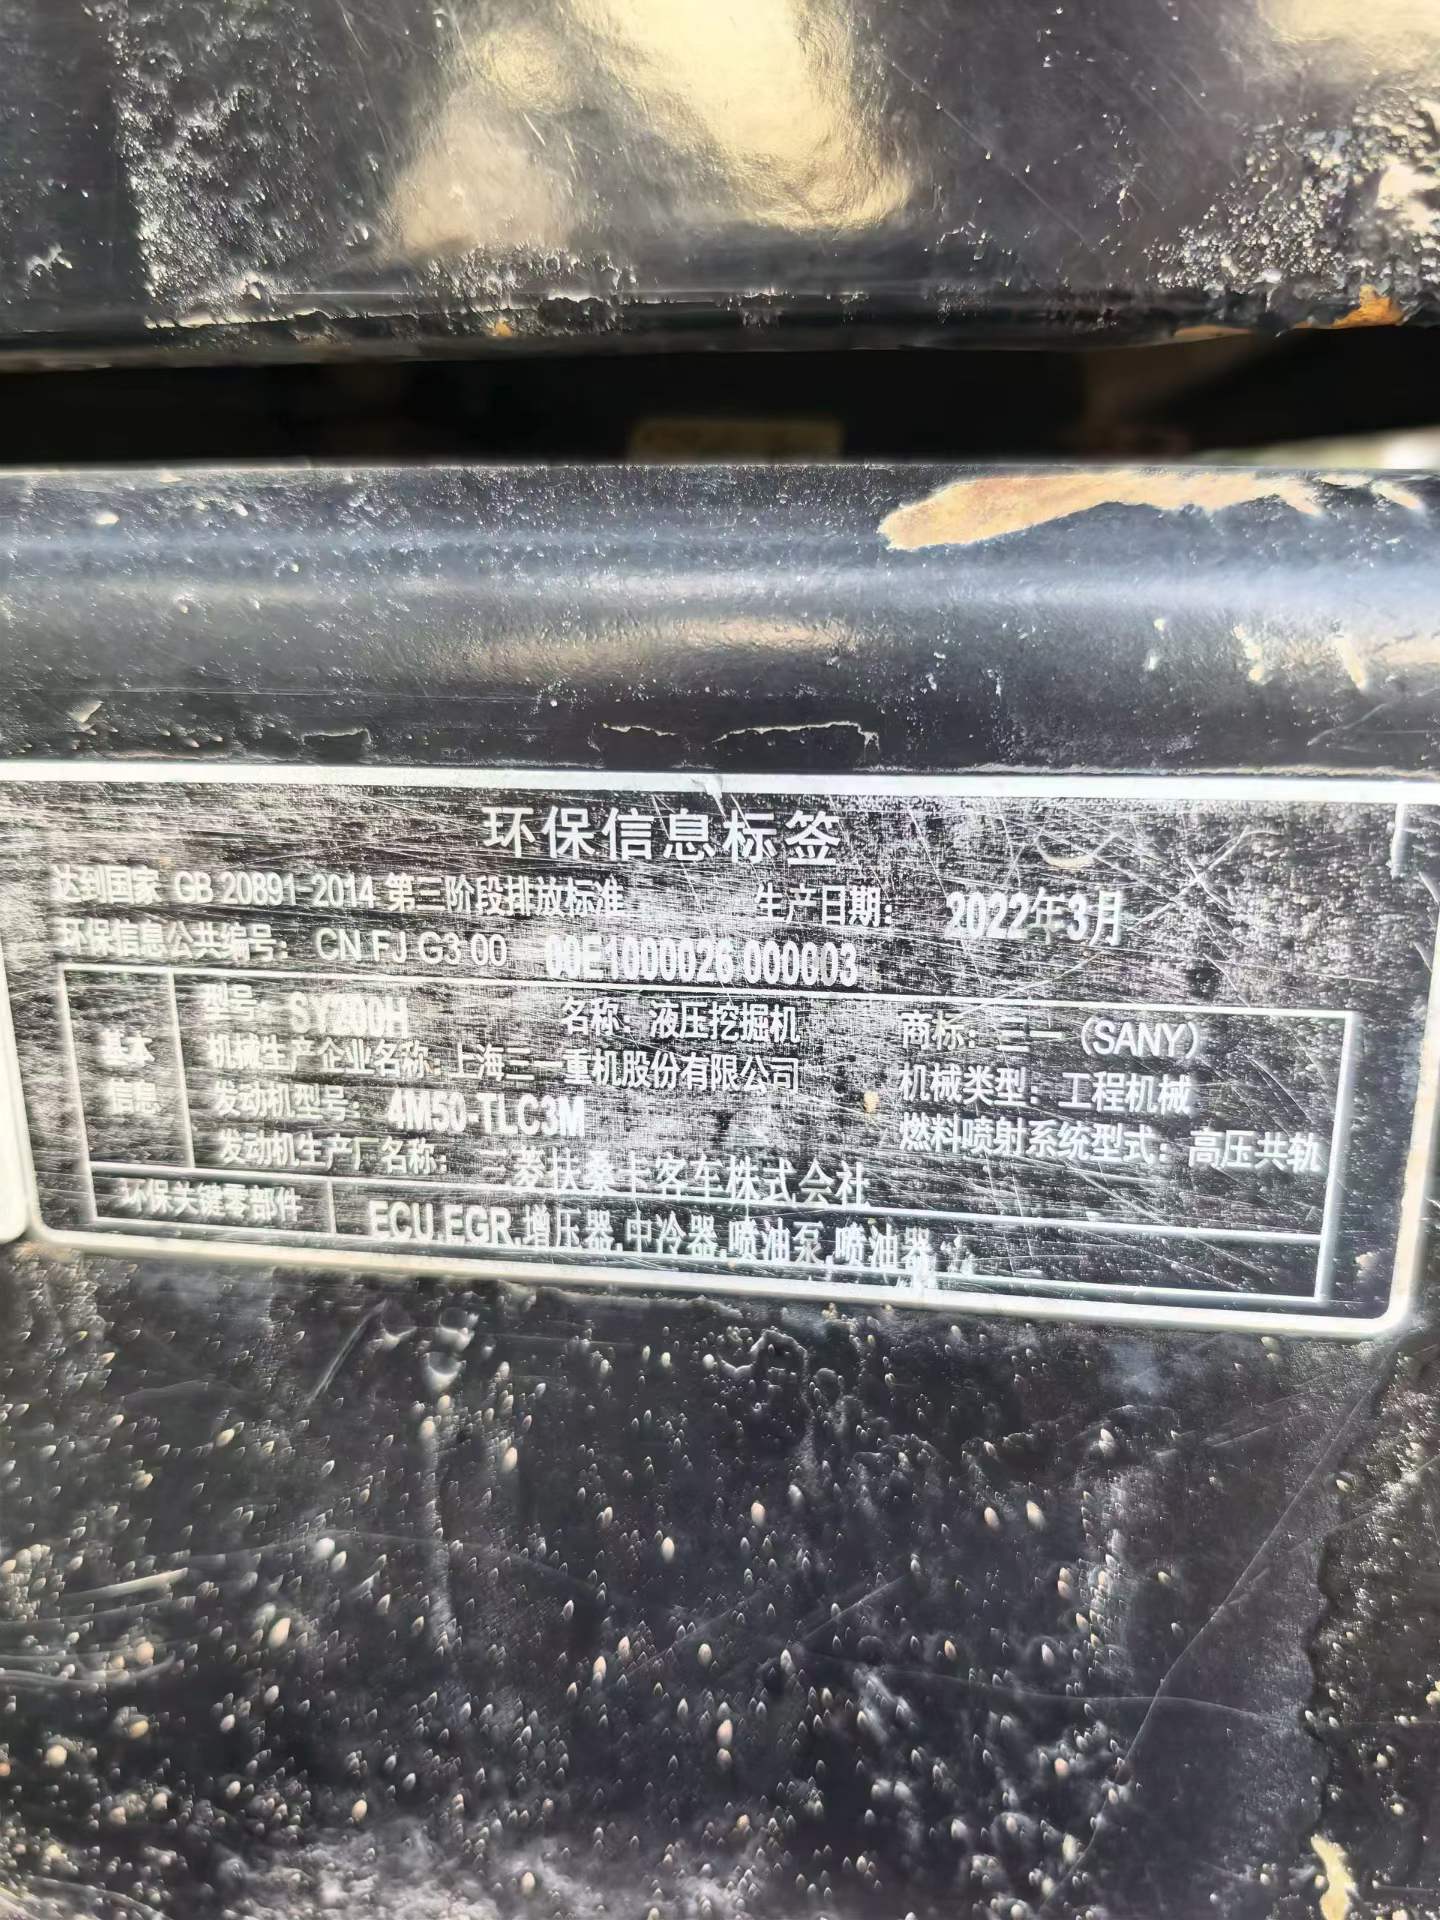 环保信息标签
达到国家 GB 20891-2014 第三阶段排放标准 生产日期: 2022年3月
环保信息公共编号: CN FJ G3 00 00E1000026 000003
基本信息
型号: SY200H 名称: 液压挖掘机 商标: 三一 (SANY)
机械生产企业名称: 上海三一重机股份有限公司 机械类型: 工程机械
发动机型号: 4M50-TLC3M 燃料喷射系统型式: 高压共轨
发动机生产厂名称: 三菱扶桑卡客车株式会社
环保关键零部件 ECU,EGR,增压器,中冷器,喷油泵,喷油器